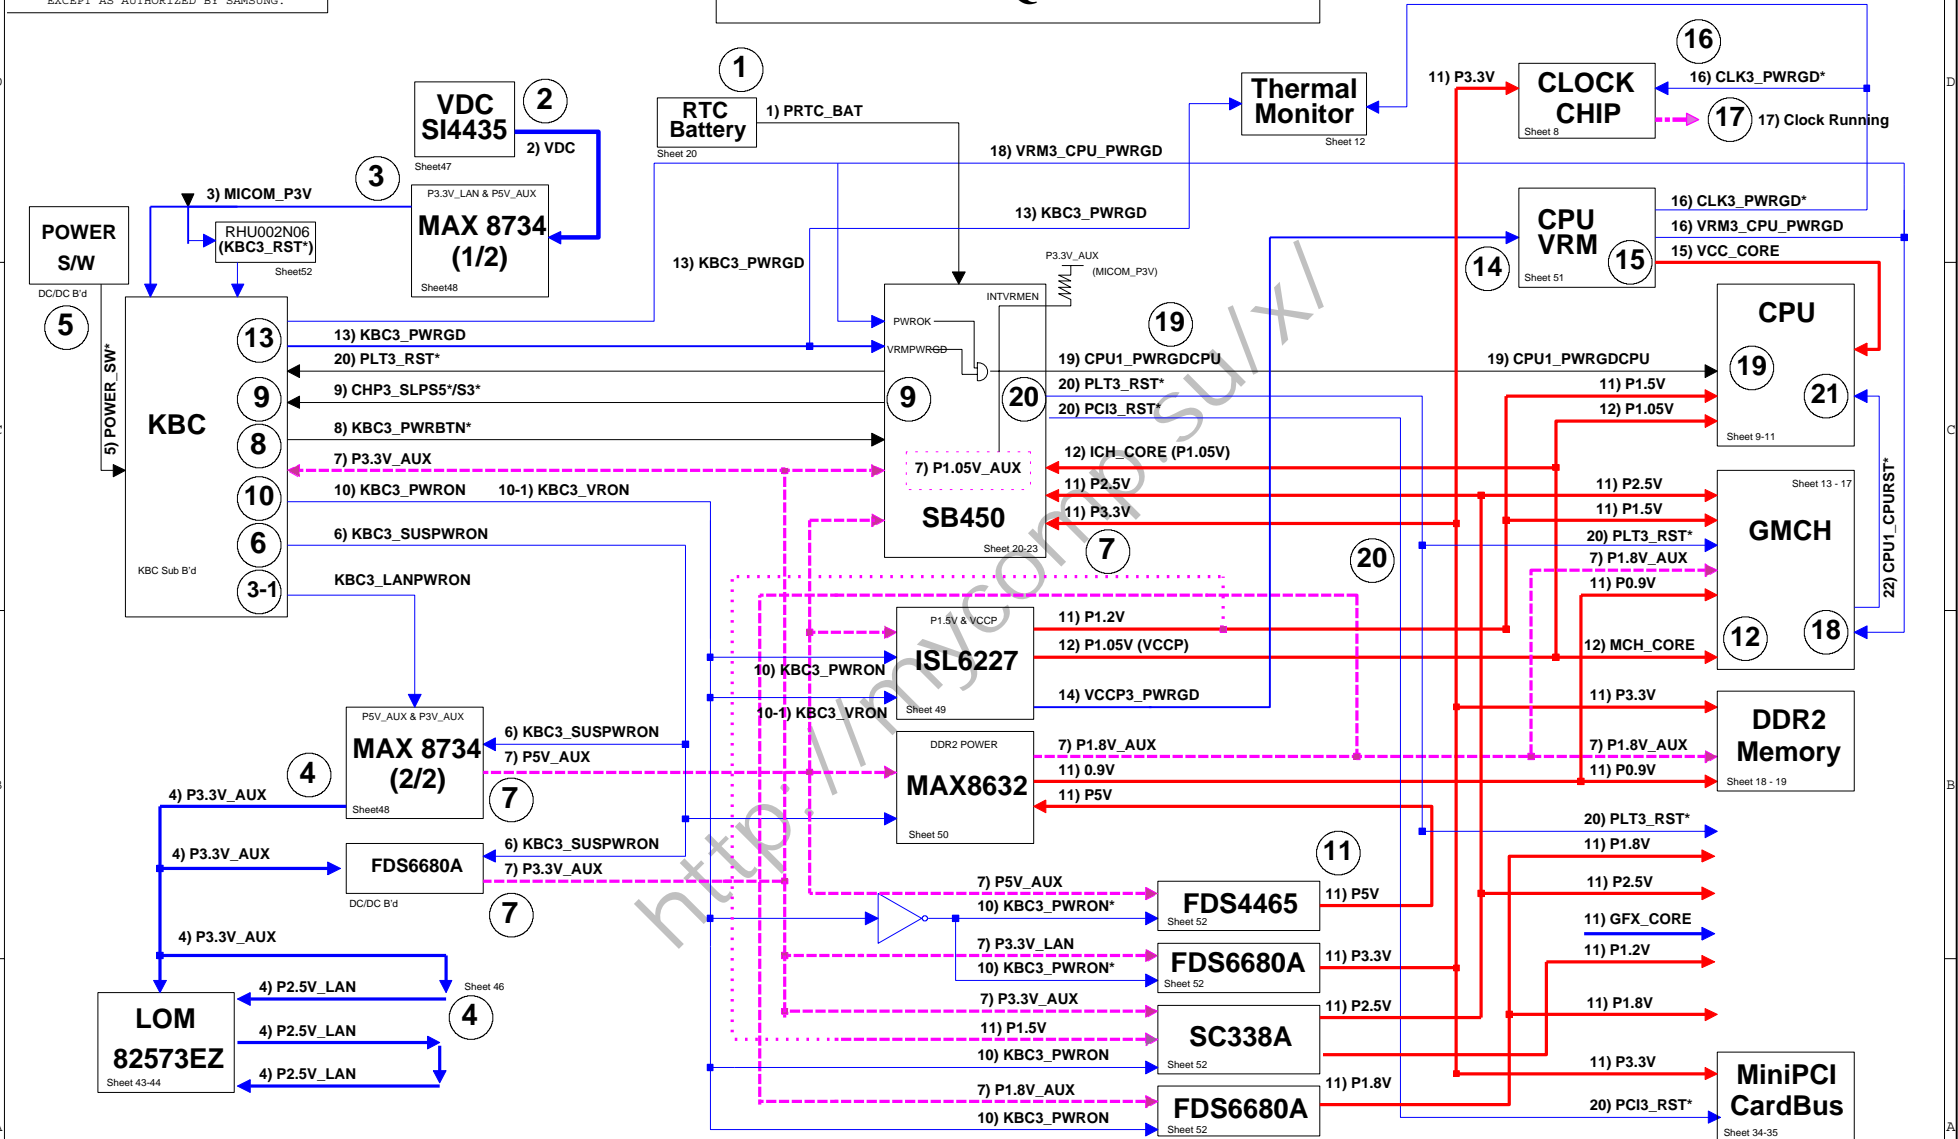 EXCEPT AS AUTHORIZED BY SAMSUNG.
D
D
C
C
B
B
A
A
1
RTC
Battery
Sheet 20
1) PRTC_BAT
VDC
SI4435
Sheet47
2
2) VDC
3
3) MICOM_P3V
P3.3V_LAN & P5V_AUX
MAX 8734
(1/2)
Sheet48
RHU002N06
(KBC3_RST*)
Sheet52
POWER
S/W
DC/DC B'd
5
5) POWER_SW*
KBC
KBC Sub B'd
13
9
8
10
6
3-1
13) KBC3_PWRGD
20) PLT3_RST*
9) CHP3_SLPS5*/S3*
8) KBC3_PWRBTN*
7) P3.3V_AUX
10) KBC3_PWRON
10-1) KBC3_VRON
6) KBC3_SUSPWRON
KBC3_LANPWRON
18) VRM3_CPU_PWRGD
13) KBC3_PWRGD
13) KBC3_PWRGD
Thermal
Monitor
Sheet 12
11) P3.3V
CLOCK
CHIP
Sheet 8
16
16) CLK3_PWRGD*
17
17) Clock Running
CPU
VRM
Sheet 51
14
15
16) CLK3_PWRGD*
16) VRM3_CPU_PWRGD
15) VCC_CORE
P3.3V_AUX
(MICOM_P3V)
INTVRMEN
PWROK
VRMPWRGD
9
20
7) P1.05V_AUX
SB450
Sheet 20-23
19
19) CPU1_PWRGDCPU
20) PLT3_RST*
20) PCI3_RST*
12) ICH_CORE (P1.05V)
11) P2.5V
11) P3.3V
7
20
19) CPU1_PWRGDCPU
11) P1.5V
12) P1.05V
CPU
19
21
Sheet 9-11
22) CPU1_CPURST*
11) P2.5V
11) P1.5V
20) PLT3_RST*
7) P1.8V_AUX
11) P0.9V
12) MCH_CORE
Sheet 13 - 17
GMCH
12
18
P1.5V & VCCP
ISL6227
Sheet 49
10) KBC3_PWRON
10-1) KBC3_VRON
11) P1.2V
12) P1.05V (VCCP)
14) VCCP3_PWRGD
DDR2 POWER
MAX8632
Sheet 50
7) P1.8V_AUX
11) 0.9V
11) P5V
11) P3.3V
7) P1.8V_AUX
11) P0.9V
DDR2
Memory
Sheet 18 - 19
P5V_AUX & P3V_AUX
MAX 8734
(2/2)
Sheet48
4
6) KBC3_SUSPWRON
7) P5V_AUX
7
4) P3.3V_AUX
4) P3.3V_AUX
FDS6680A
DC/DC B'd
6) KBC3_SUSPWRON
7) P3.3V_AUX
7
4) P3.3V_AUX
Sheet 46
4
LOM
82573EZ
Sheet 43-44
4) P2.5V_LAN
4) P2.5V_LAN
4) P2.5V_LAN
7) P5V_AUX
10) KBC3_PWRON*
FDS4465
Sheet 52
11
11) P5V
7) P3.3V_LAN
10) KBC3_PWRON*
FDS6680A
Sheet 52
11) P3.3V
7) P3.3V_AUX
11) P1.5V
10) KBC3_PWRON
SC338A
Sheet 52
11) P2.5V
7) P1.8V_AUX
10) KBC3_PWRON
FDS6680A
Sheet 52
11) P1.8V
20) PLT3_RST*
11) P1.8V
11) P2.5V
11) GFX_CORE
11) P1.2V
11) P1.8V
11) P3.3V
20) PCI3_RST*
MiniPCI
CardBus
Sheet 34-35
http://mycomp.su/x/